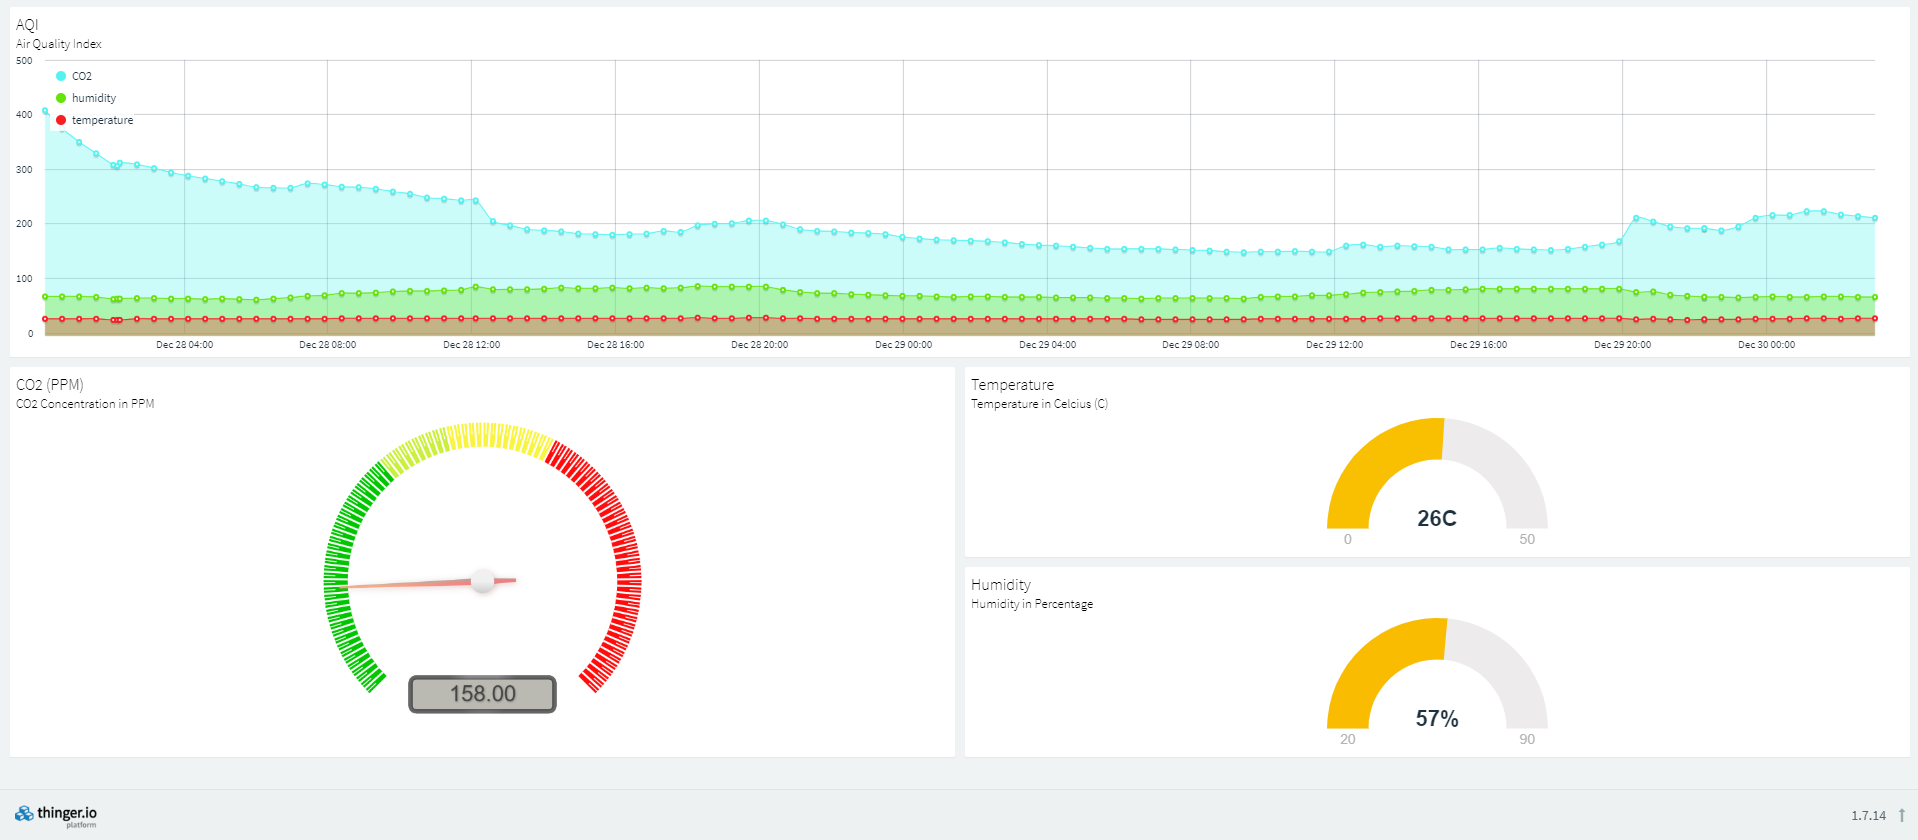 AQI
Air Quality Index
500
CO2
humidity
400
temperature
300
200
100
0
Dec 28 04:00 Dec 28 08:00 Dec 28 12:00 Dec 28 16:00 Dec 28 20:00 Dec 29 00:00 Dec 29 04:00 Dec 29 08:00 Dec 29 12:00 Dec 29 16:00 Dec 29 20:00 Dec 30 00:00
CO2 (PPM)
CO2 Concentration in PPM
158.00
Temperature
Temperature in Celcius (C)
26C
0 50
Humidity
Humidity in Percentage
57%
20 90
thinger.io
platform
1.7.14